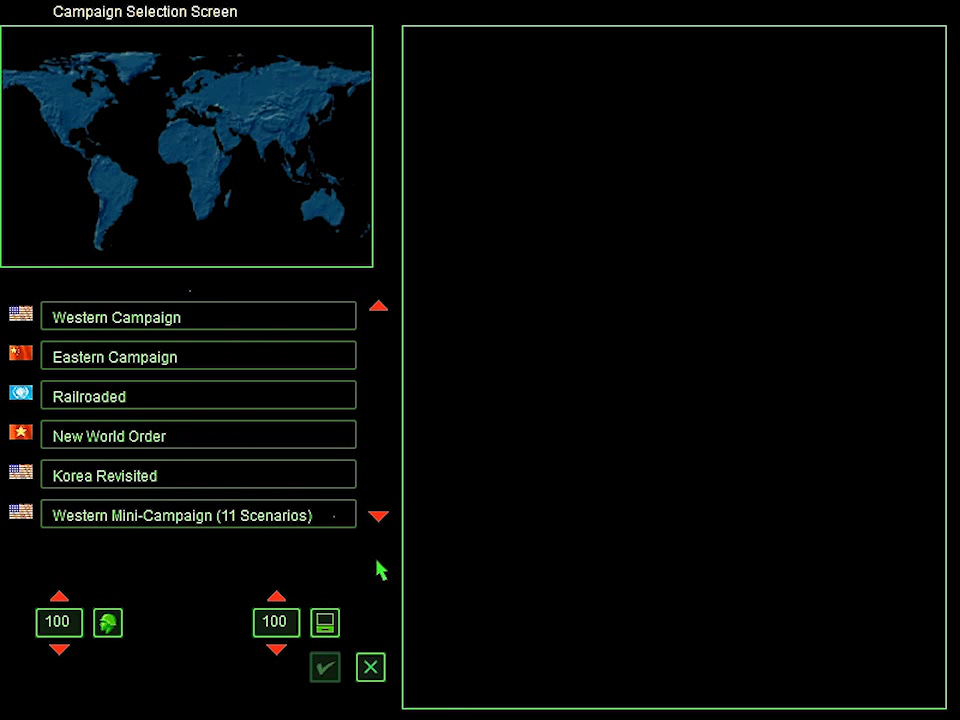 Campaign Selection Screen
Western Campaign
Eastern Campaign
Railroaded
New World Order
Korea Revisited
Western Mini-Campaign (11 Scenarios)
100
100